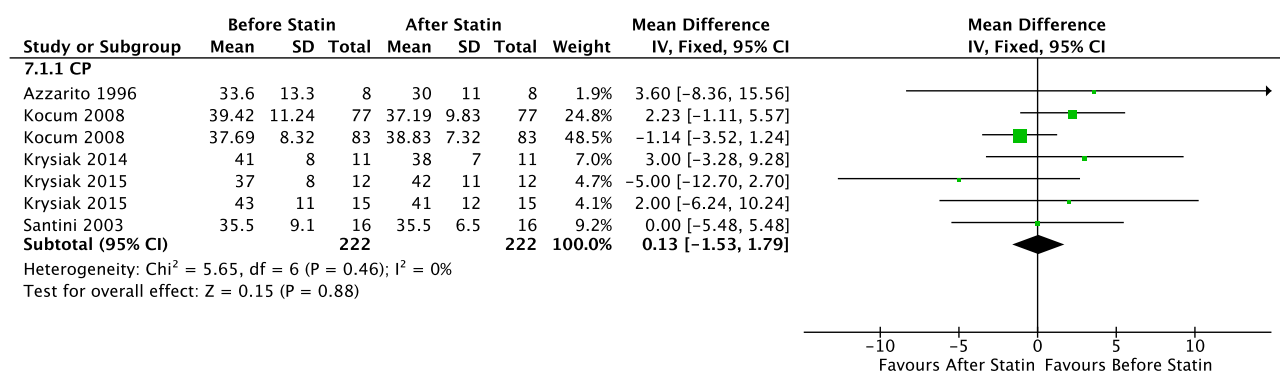 Before Statin After Statin Mean Difference Mean Difference
Study or Subgroup Mean SD Total Mean SD Total Weight IV, Fixed, 95% CI IV, Fixed, 95% CI
7.1.1 CP
Azzarito 1996 33.6 13.3 8 30 11 8 1.9% 3.60 [−8.36, 15.56]
Kocum 2008 39.42 11.24 77 37.19 9.83 77 24.8% 2.23 [−1.11, 5.57]
Kocum 2008 37.69 8.32 83 38.83 7.32 83 48.5% −1.14 [−3.52, 1.24]
Krysiak 2014 41 8 11 38 7 11 7.0% 3.00 [−3.28, 9.28]
Krysiak 2015 37 8 12 42 11 12 4.7% −5.00 [−12.70, 2.70]
Krysiak 2015 43 11 15 41 12 15 4.1% 2.00 [−6.24, 10.24]
Santini 2003 35.5 9.1 16 35.5 6.5 16 9.2% 0.00 [−5.48, 5.48]
Subtotal (95% CI) 222 222 100.0% 0.13 [−1.53, 1.79]
Heterogeneity: Chi² = 5.65, df = 6 (P = 0.46); I² = 0%
Test for overall effect: Z = 0.15 (P = 0.88)
−10 −5 0 5 10
Favours After Statin Favours Before Statin